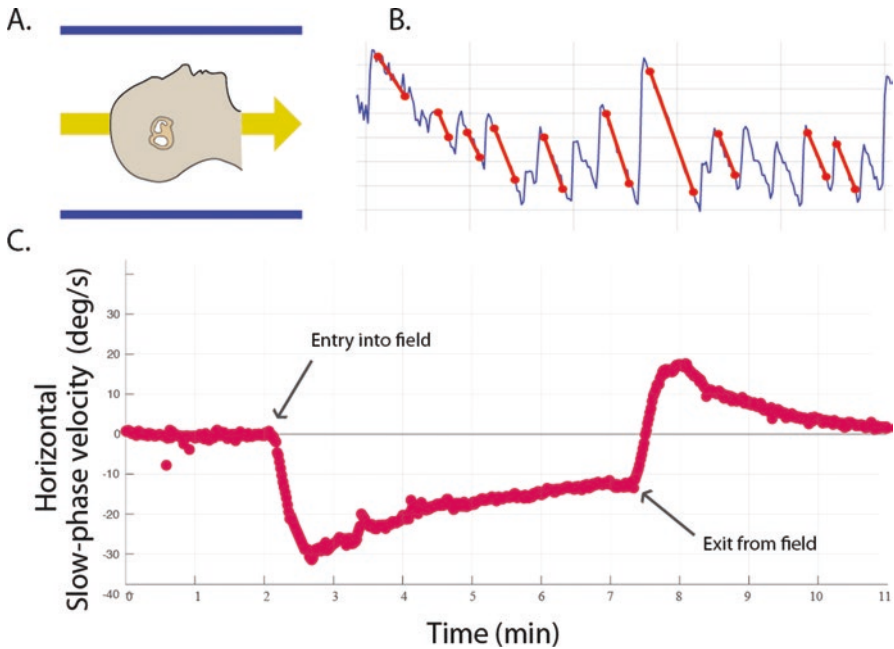 A.
B.
C.
Horizontal
Slow-phase velocity (deg/s)
30
20
10
0
-10
-20
-30
-40
Entry into field
Exit from field
0
1
2
3
4
5
6
7
8
9
10
11
Time (min)